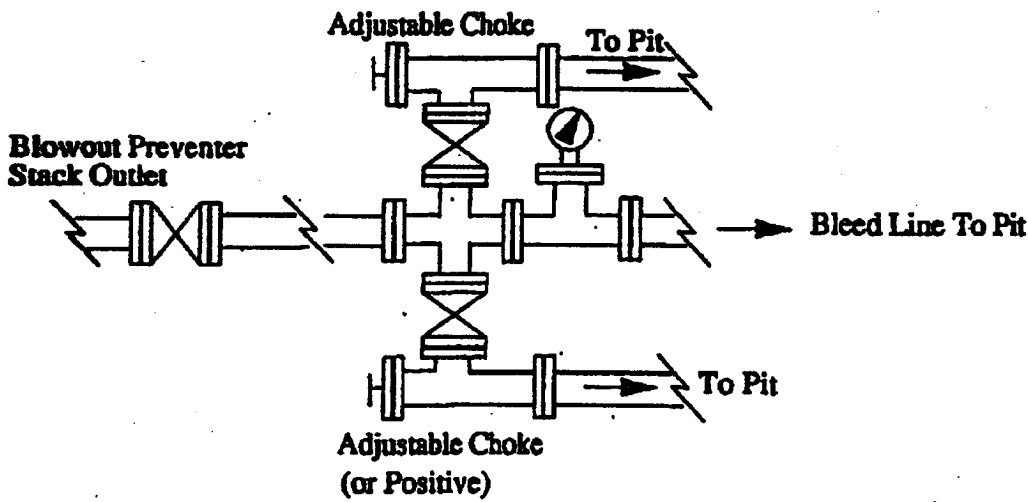 Adjustable Choke
To Pit
Blowout Preventer
Stack Outlet
Bleed Line To Pit
To Pit
Adjustable Choke
(or Positive)